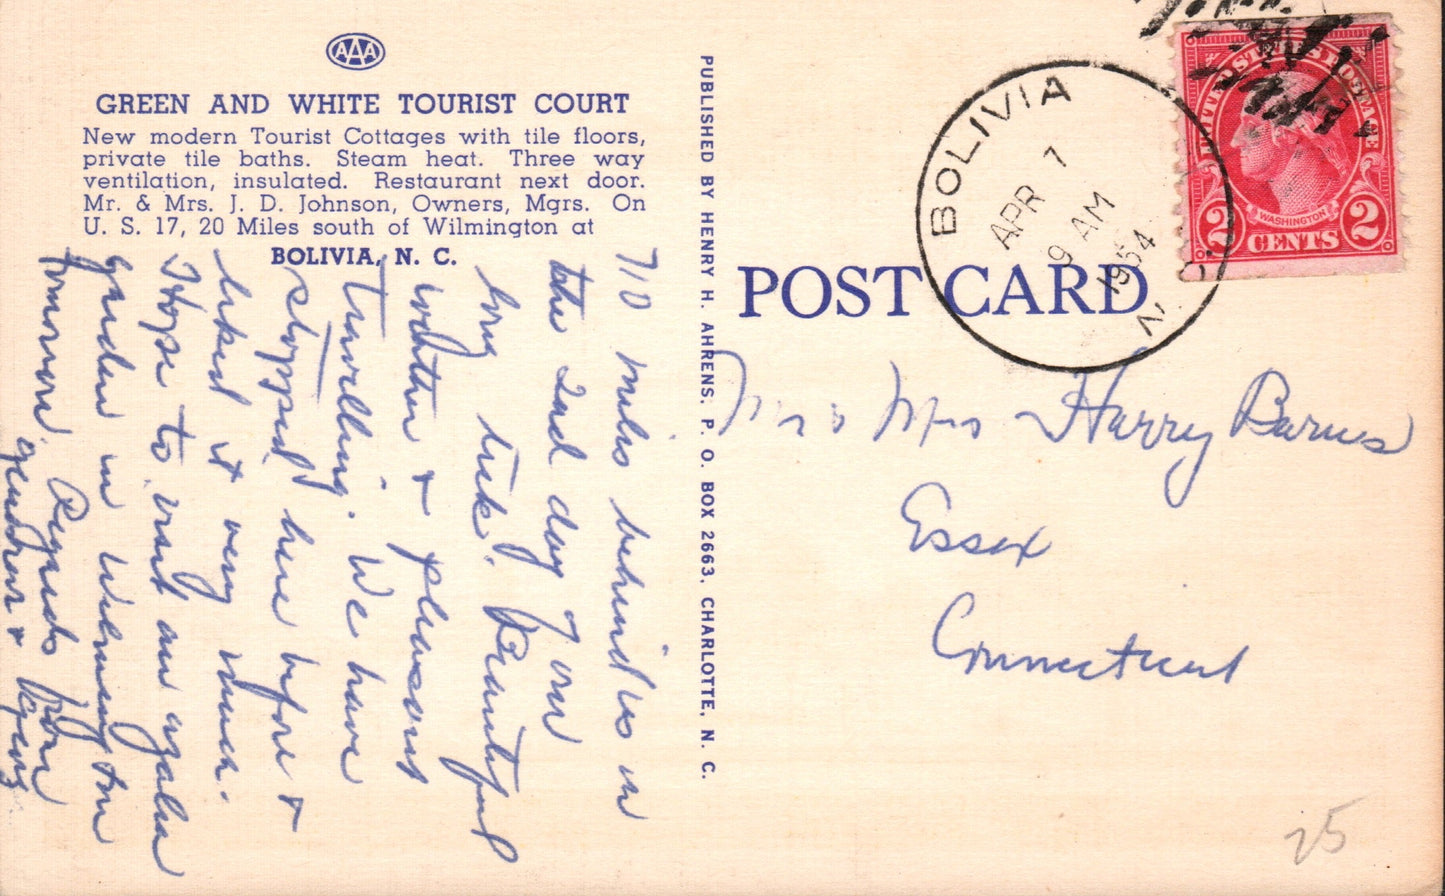 AAA
GREEN AND WHITE TOURIST COURT
New modern Tourist Cottages with tile floors,
private tile baths. Steam heat. Three way
ventilation, insulated. Restaurant next door.
Mr. & Mrs. J. D. Johnson, Owners, Mgrs. On
U. S. 17, 20 Miles south of Wilmington at
BOLIVIA, N. C.
710 miles behind us in
the 2nd day of our
long trek. Beautiful
weather + pleasant
Travelling. We have
stopped here before +
liked it very much.
Hope to visit an azalea
garden in Wilmington
tomorrow. Regards from
PUBLISHED BY HENRY H. AHRENS, P. O. BOX 2663, CHARLOTTE, N. C.
POST CARD
BOLIVIA
APR 7
9 AM
1954
N. C.
UNITED STATES POSTAGE
WASHINGTON
2 CENTS 2
Mr & Mrs Harry Barnes
Essex
Connecticut
25